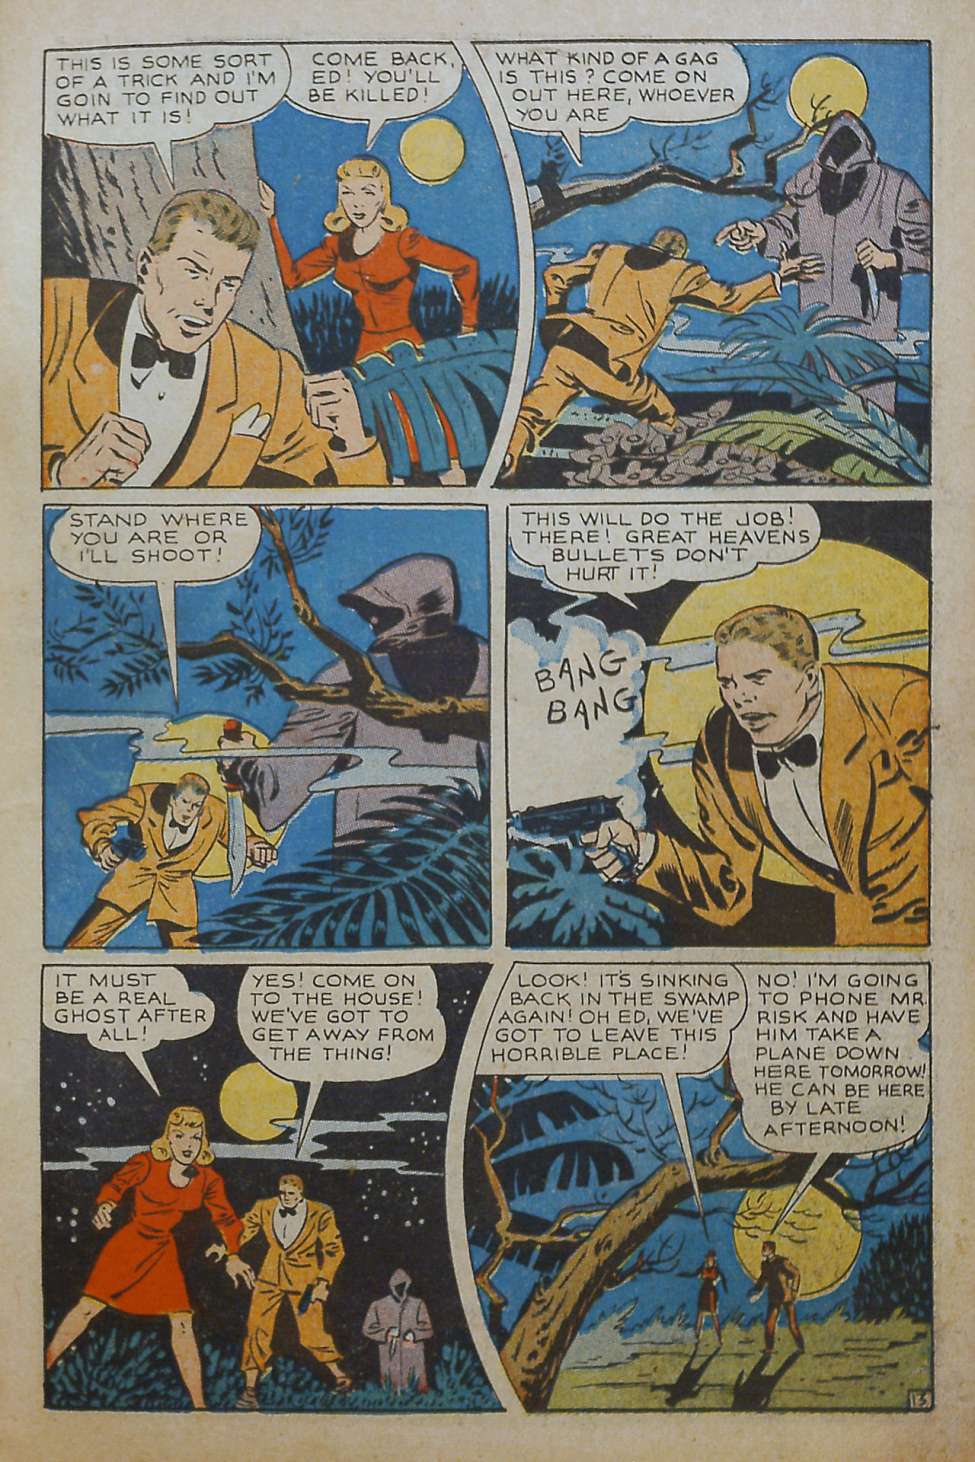 THIS IS SOME SORT
OF A TRICK AND I'M
GOIN TO FIND OUT
WHAT IT IS!
COME BACK,
ED! YOU'LL
BE KILLED!
WHAT KIND OF A GAG
IS THIS? COME ON
OUT HERE, WHOEVER
YOU ARE
STAND WHERE
YOU ARE OR
I'LL SHOOT!
THIS WILL DO THE JOB!
THERE! GREAT HEAVENS
BULLETS DON'T
HURT IT!
BANG
BANG
IT MUST
BE A REAL
GHOST AFTER
ALL!
YES! COME ON
TO THE HOUSE!
WE'VE GOT TO
GET AWAY FROM
THE THING!
LOOK! IT'S SINKING
BACK IN THE SWAMP
AGAIN! OH ED, WE'VE
GOT TO LEAVE THIS
HORRIBLE PLACE!
NO! I'M GOING
TO PHONE MR.
RISK AND HAVE
HIM TAKE A
PLANE DOWN
HERE TOMORROW!
HE CAN BE HERE
BY LATE
AFTERNOON!
13